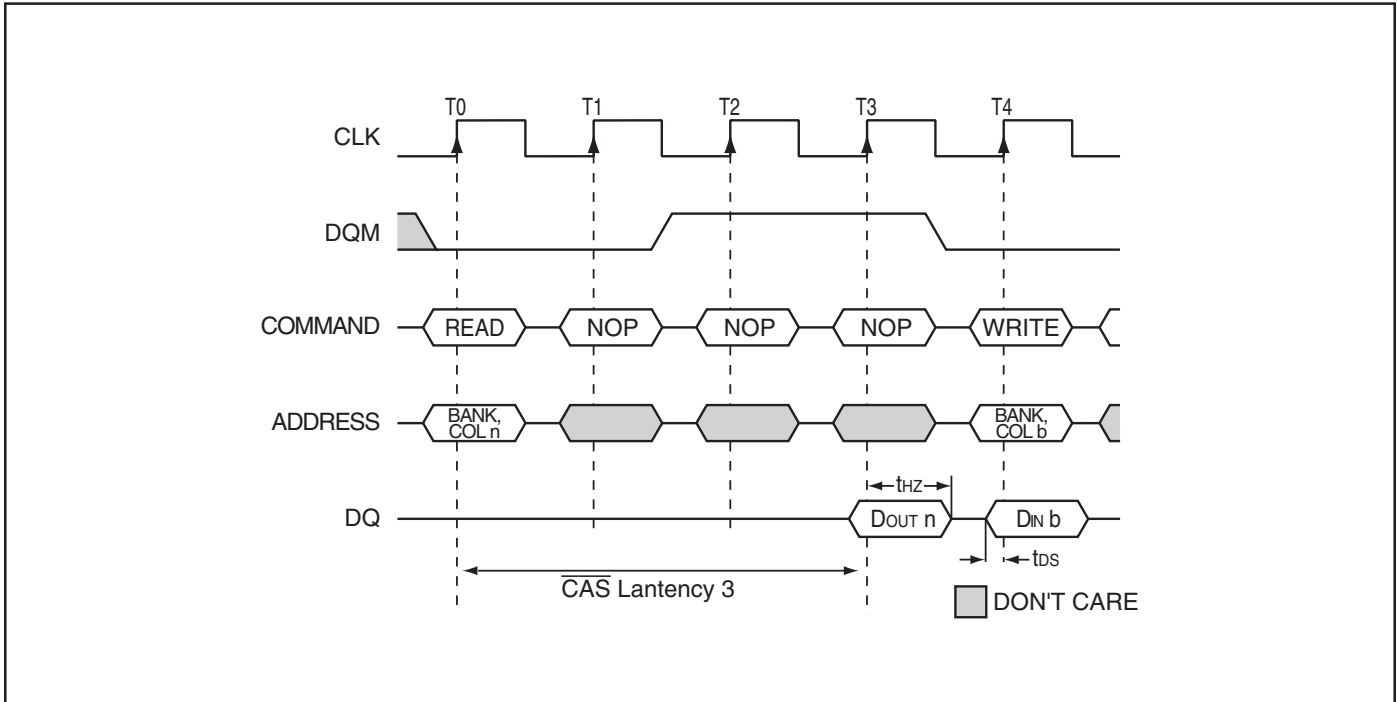 T0 T1 T2 T3 T4
CLK
DQM
COMMAND READ NOP NOP NOP WRITE
ADDRESS BANK, COL n BANK, COL b
tHZ
DQ DOUT n DIN b
tDS
CAS Lantency 3
DON'T CARE